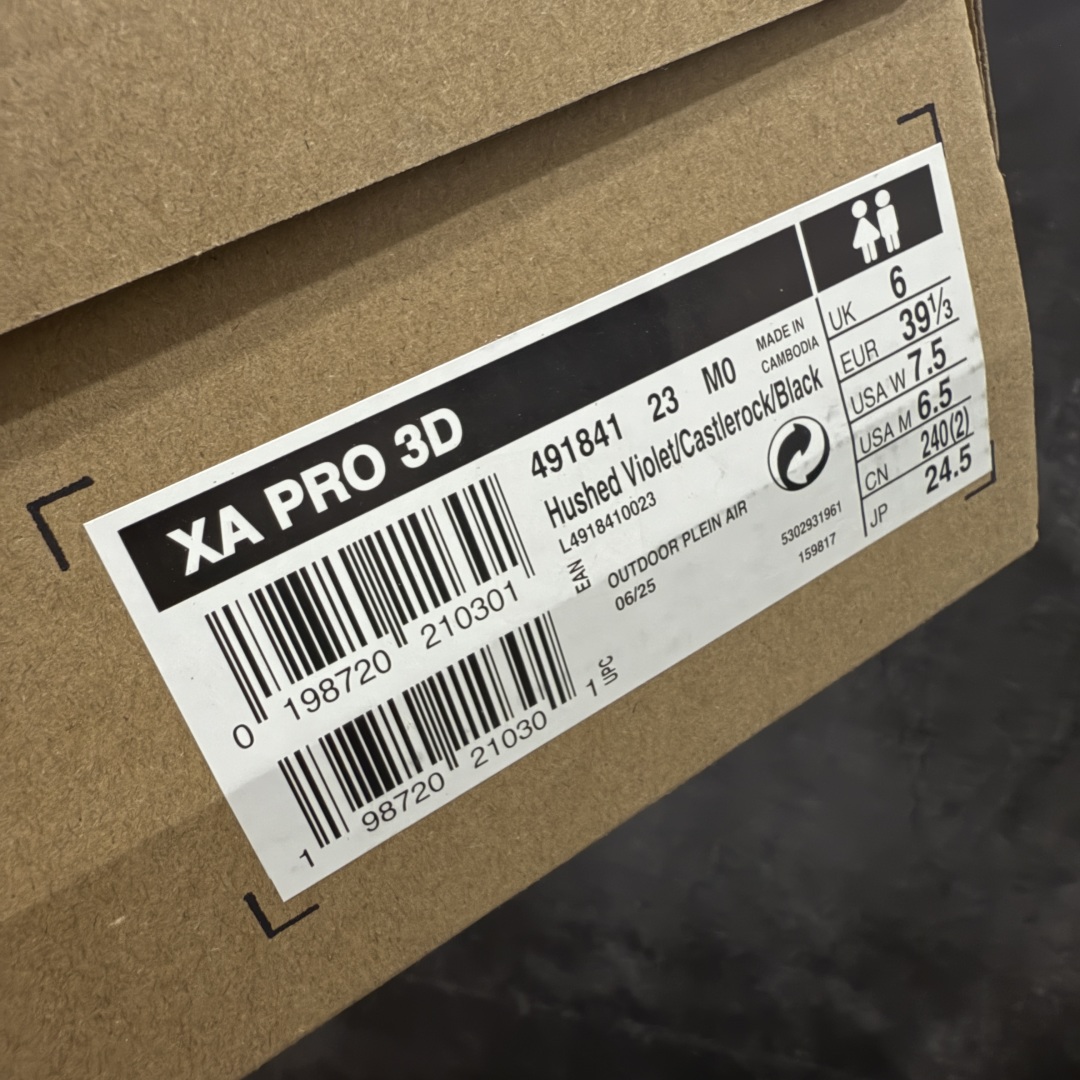 XA PRO 3D
491841 23 M0
MADE IN
CAMBODIA
Hushed Violet/Castlerock/Black
L4918410023
EAN
OUTDOOR PLEIN AIR
06/25
5302931961
159817
0 198720 210301
1 98720 21030 1
UPC
UK 6
EUR 39⅓
USA W 7.5
USA M 6.5
CN 240(2)
JP 24.5